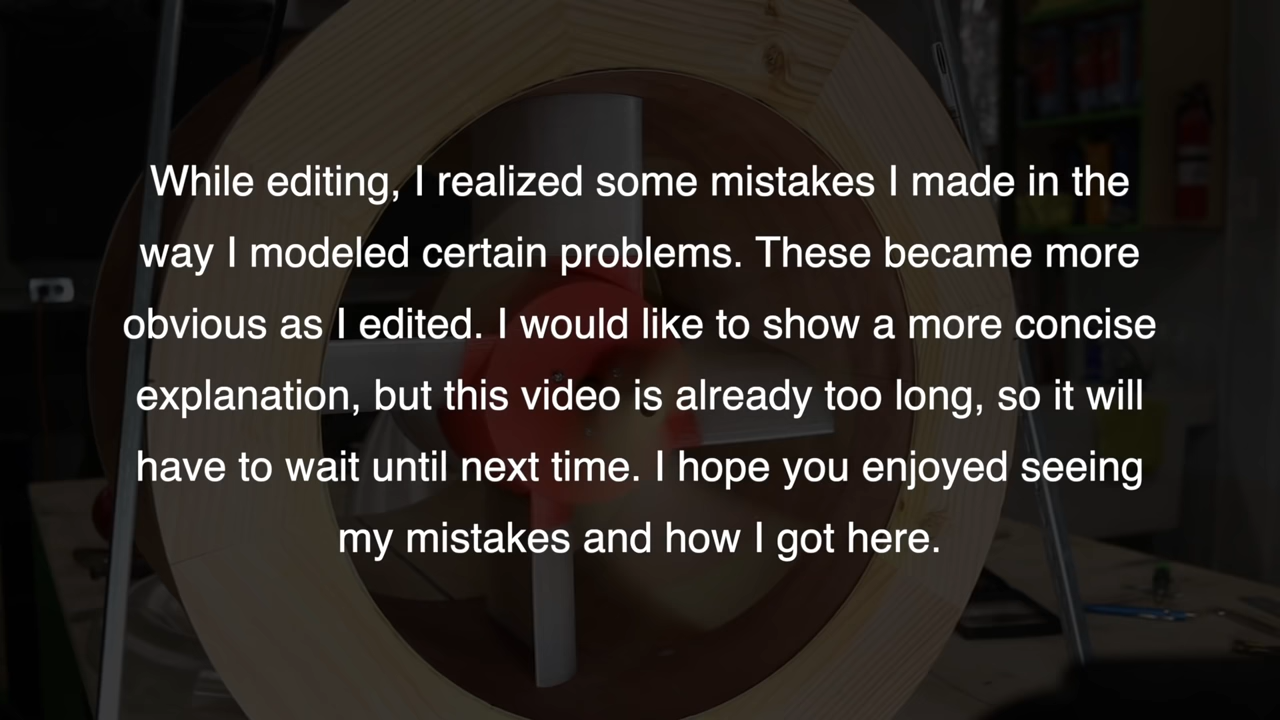 While editing, I realized some mistakes I made in the
way I modeled certain problems. These became more
obvious as I edited. I would like to show a more concise
explanation, but this video is already too long, so it will
have to wait until next time. I hope you enjoyed seeing
my mistakes and how I got here.